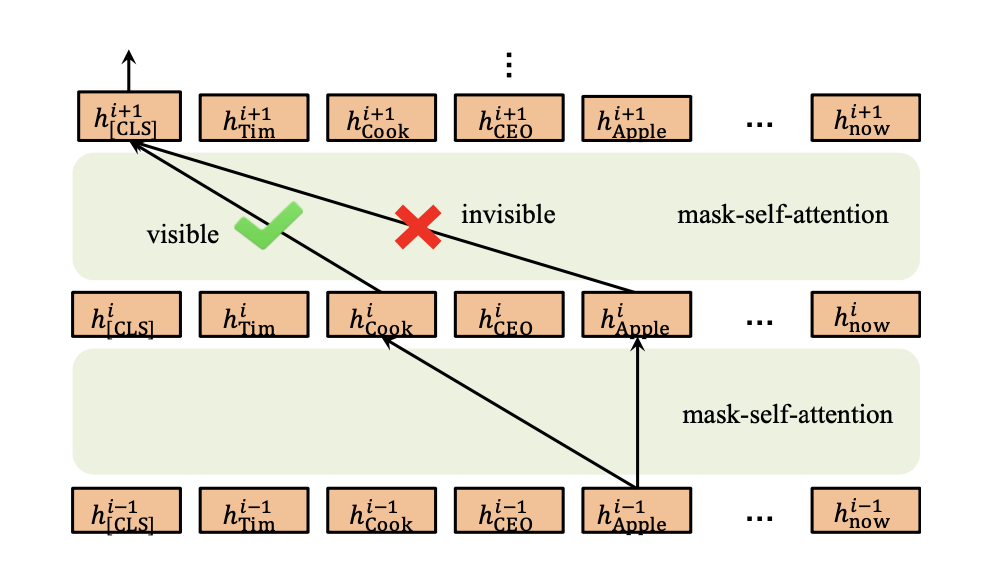 ⋮
h^{i+1}_{[CLS]} h^{i+1}_{Tim} h^{i+1}_{Cook} h^{i+1}_{CEO} h^{i+1}_{Apple} ... h^{i+1}_{now}
visible invisible mask-self-attention
h^{i}_{[CLS]} h^{i}_{Tim} h^{i}_{Cook} h^{i}_{CEO} h^{i}_{Apple} ... h^{i}_{now}
mask-self-attention
h^{i-1}_{[CLS]} h^{i-1}_{Tim} h^{i-1}_{Cook} h^{i-1}_{CEO} h^{i-1}_{Apple} ... h^{i-1}_{now}